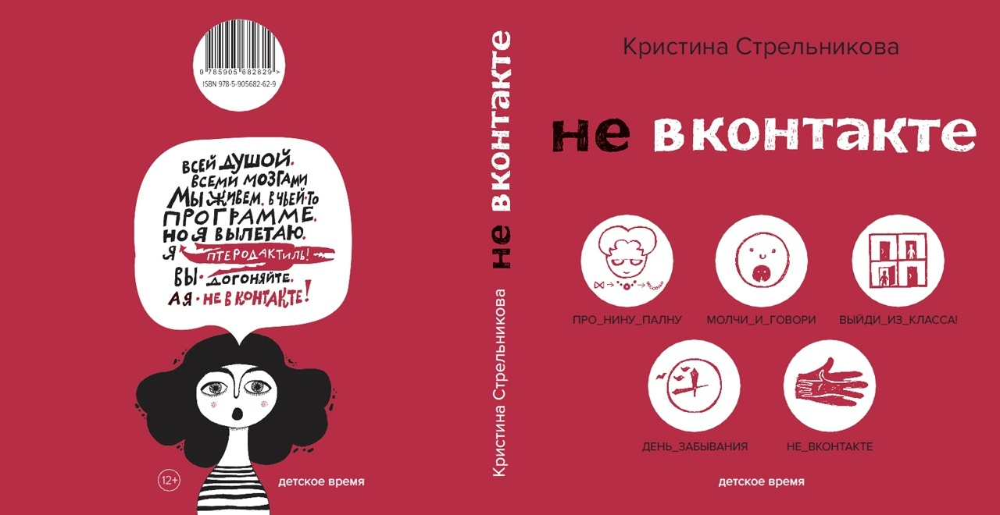 9 785905 682629 >
ISBN 978-5-905682-62-9
всей душой.
всеми мозгами
мы живём. в чьей-то
программе.
но я вылетаю.
я птеродактиль!
вы. догоняйте.
а я. не в контакте!
12+
детское время
не вконтакте
Кристина Стрельникова
Кристина Стрельникова
не вконтакте
ПРО_НИНУ_ПАЛНУ
МОЛЧИ_И_ГОВОРИ
ВЫЙДИ_ИЗ_КЛАССА!
ДЕНЬ_ЗАБЫВАНИЯ
НЕ_ВКОНТАКТЕ
детское время